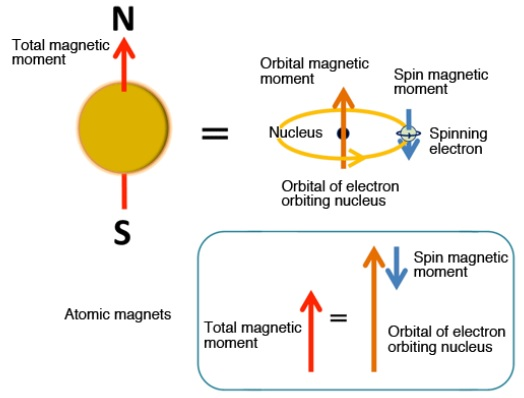 N
Total magnetic
moment
S
=
Orbital magnetic
moment
Spin magnetic
moment
Nucleus
Spinning
electron
Orbital of electron
orbiting nucleus
Atomic magnets
Total magnetic
moment
=
Spin magnetic
moment
Orbital of electron
orbiting nucleus